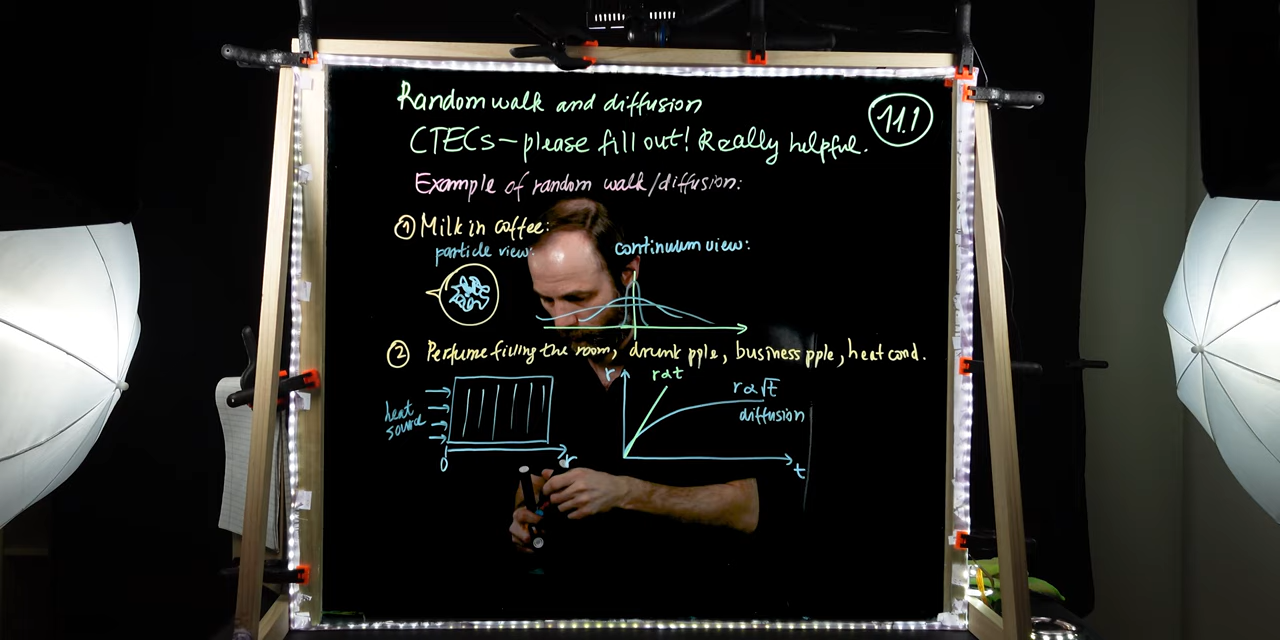 Random walk and diffusion
11.1
CTECs – please fill out! Really helpful.
Example of random walk/diffusion:
① Milk in coffee:
particle view:
continuum view:
② Perfume filling the room, drunk pple, business pple, heat cond.
heat
source
0
r
r
r∝t
r∝√t
diffusion
t